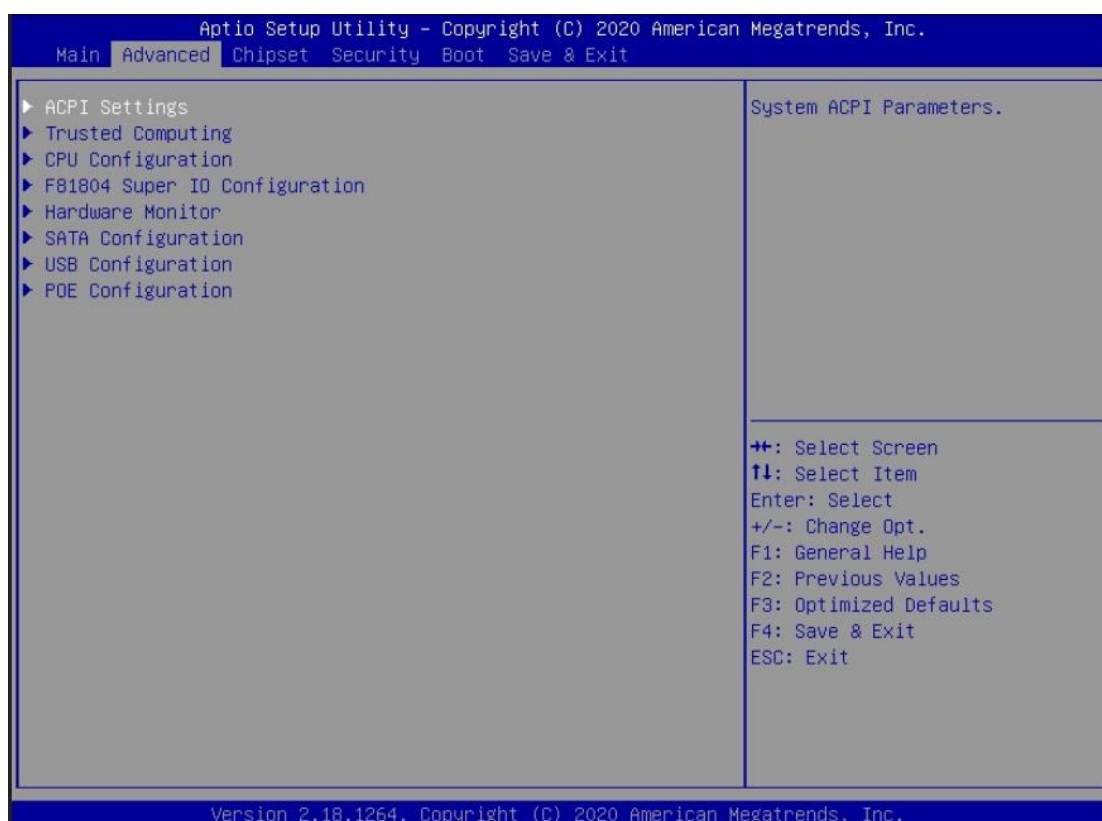 Aptio Setup Utility – Copyright (C) 2020 American Megatrends, Inc.
Main Advanced Chipset Security Boot Save & Exit
▶ ACPI Settings
▶ Trusted Computing
▶ CPU Configuration
▶ F81804 Super IO Configuration
▶ Hardware Monitor
▶ SATA Configuration
▶ USB Configuration
▶ POE Configuration
System ACPI Parameters.
→←: Select Screen
↑↓: Select Item
Enter: Select
+/-: Change Opt.
F1: General Help
F2: Previous Values
F3: Optimized Defaults
F4: Save & Exit
ESC: Exit
Version 2.18.1264. Copyright (C) 2020 American Megatrends, Inc.